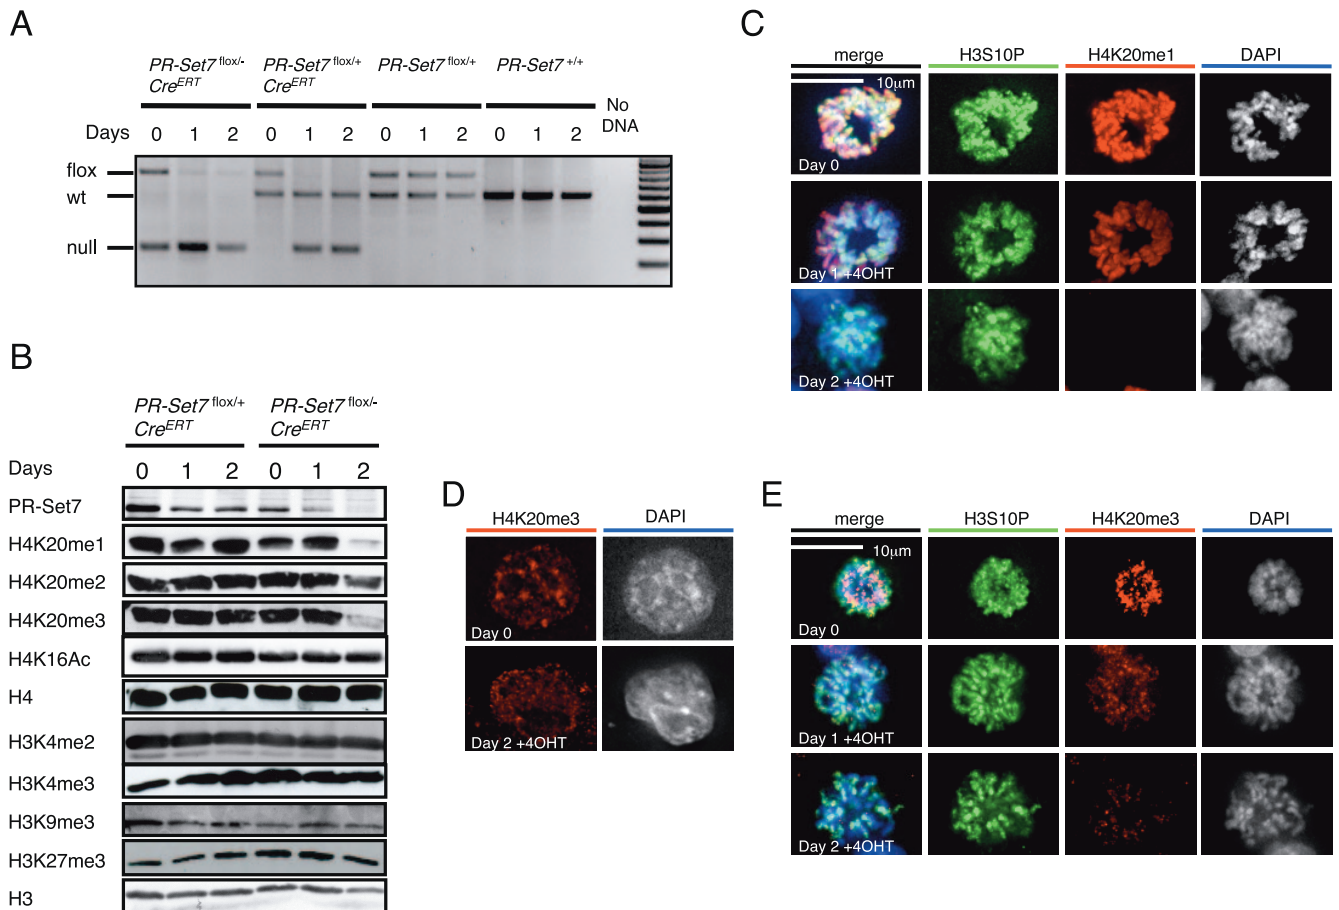 A
PR-Set7 flox/- PR-Set7 flox/+ PR-Set7 flox/+ PR-Set7 +/+
CreERT CreERT
No DNA
Days 0 1 2 0 1 2 0 1 2 0 1 2
flox
wt
null
B
PR-Set7 flox/+ PR-Set7 flox/-
CreERT CreERT
Days 0 1 2 0 1 2
PR-Set7
H4K20me1
H4K20me2
H4K20me3
H4K16Ac
H4
H3K4me2
H3K4me3
H3K9me3
H3K27me3
H3
C
merge H3S10P H4K20me1 DAPI
10μm
Day 0
Day 1 +4OHT
Day 2 +4OHT
D
H4K20me3 DAPI
Day 0
Day 2 +4OHT
E
merge H3S10P H4K20me3 DAPI
10μm
Day 0
Day 1 +4OHT
Day 2 +4OHT